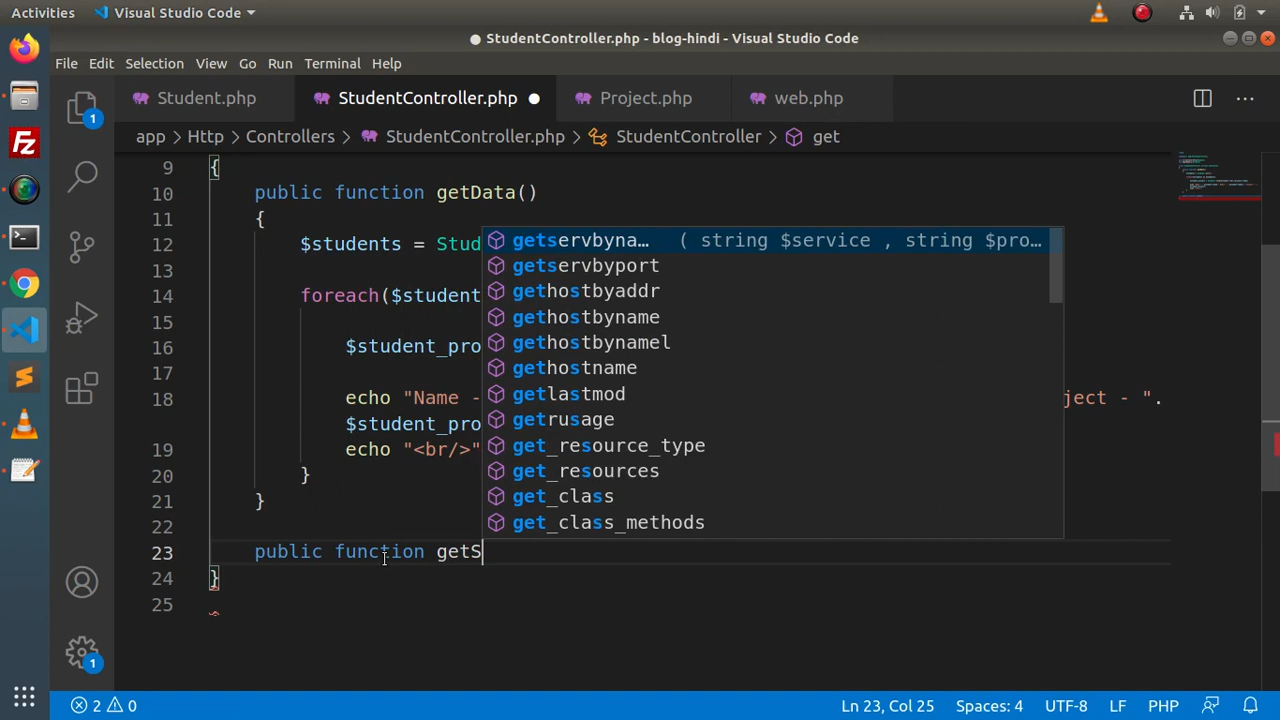 Activities Visual Studio Code
StudentController.php - blog-hindi - Visual Studio Code
File Edit Selection View Go Run Terminal Help
Student.php StudentController.php Project.php web.php
app > Http > Controllers > StudentController.php > StudentController > get
9 {
10 public function getData()
11 {
12 $students = Stud
13
14 foreach($student
15
16 $student_pro
17
18 echo "Name - ject - ".
$student_pro
19 echo "<br/>"
20 }
21 }
22
23 public function getS
24 }
25
getservbyna… ( string $service , string $pro…
getservbyport
gethostbyaddr
gethostbyname
gethostbynamel
gethostname
getlastmod
getrusage
get_resource_type
get_resources
get_class
get_class_methods
1
1
2 0 Ln 23, Col 25 Spaces: 4 UTF-8 LF PHP